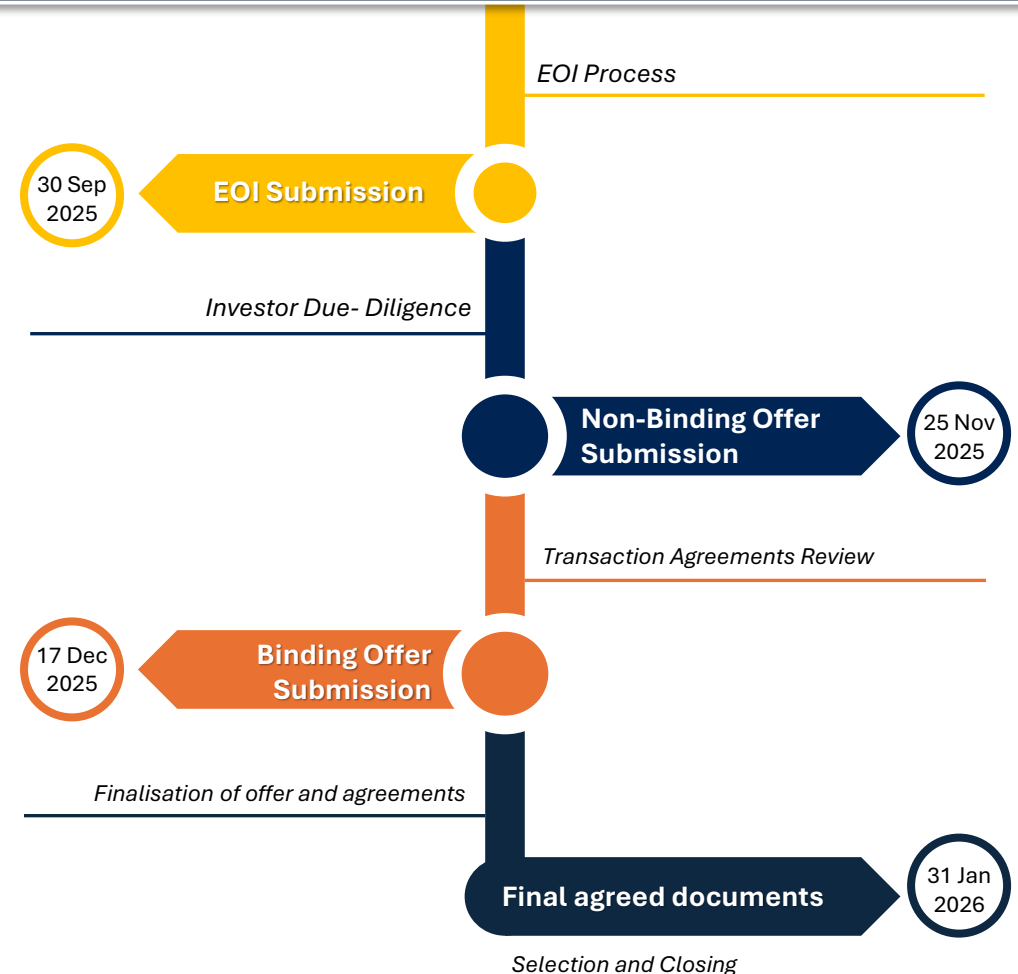 EOI Process
30 Sep
2025
EOI Submission
Investor Due- Diligence
Non-Binding Offer
Submission
25 Nov
2025
Transaction Agreements Review
17 Dec
2025
Binding Offer
Submission
Finalisation of offer and agreements
Final agreed documents
31 Jan
2026
Selection and Closing